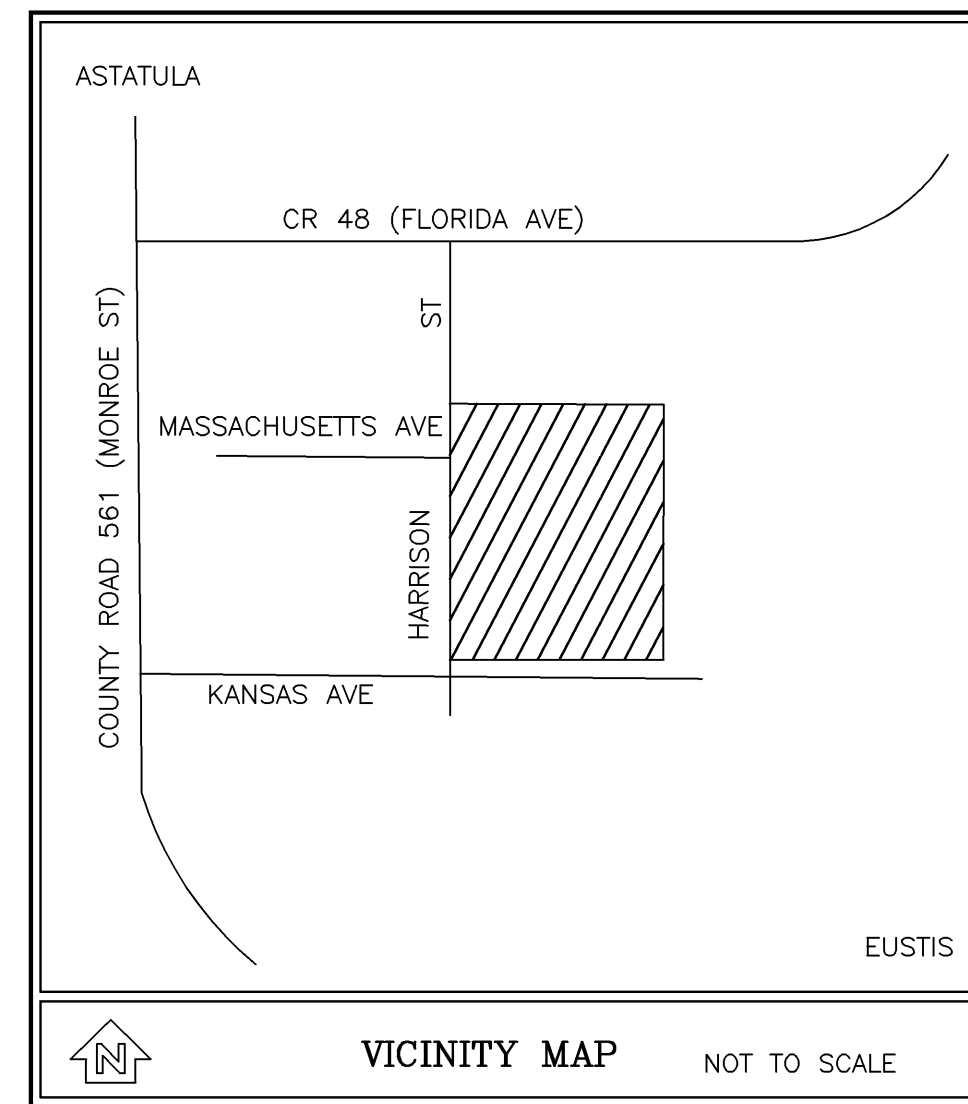 ASTATULA
CR 48 (FLORIDA AVE)
COUNTY ROAD 561 (MONROE ST)
ST
MASSACHUSETTS AVE
HARRISON
KANSAS AVE
EUSTIS
N
VICINITY MAP
NOT TO SCALE